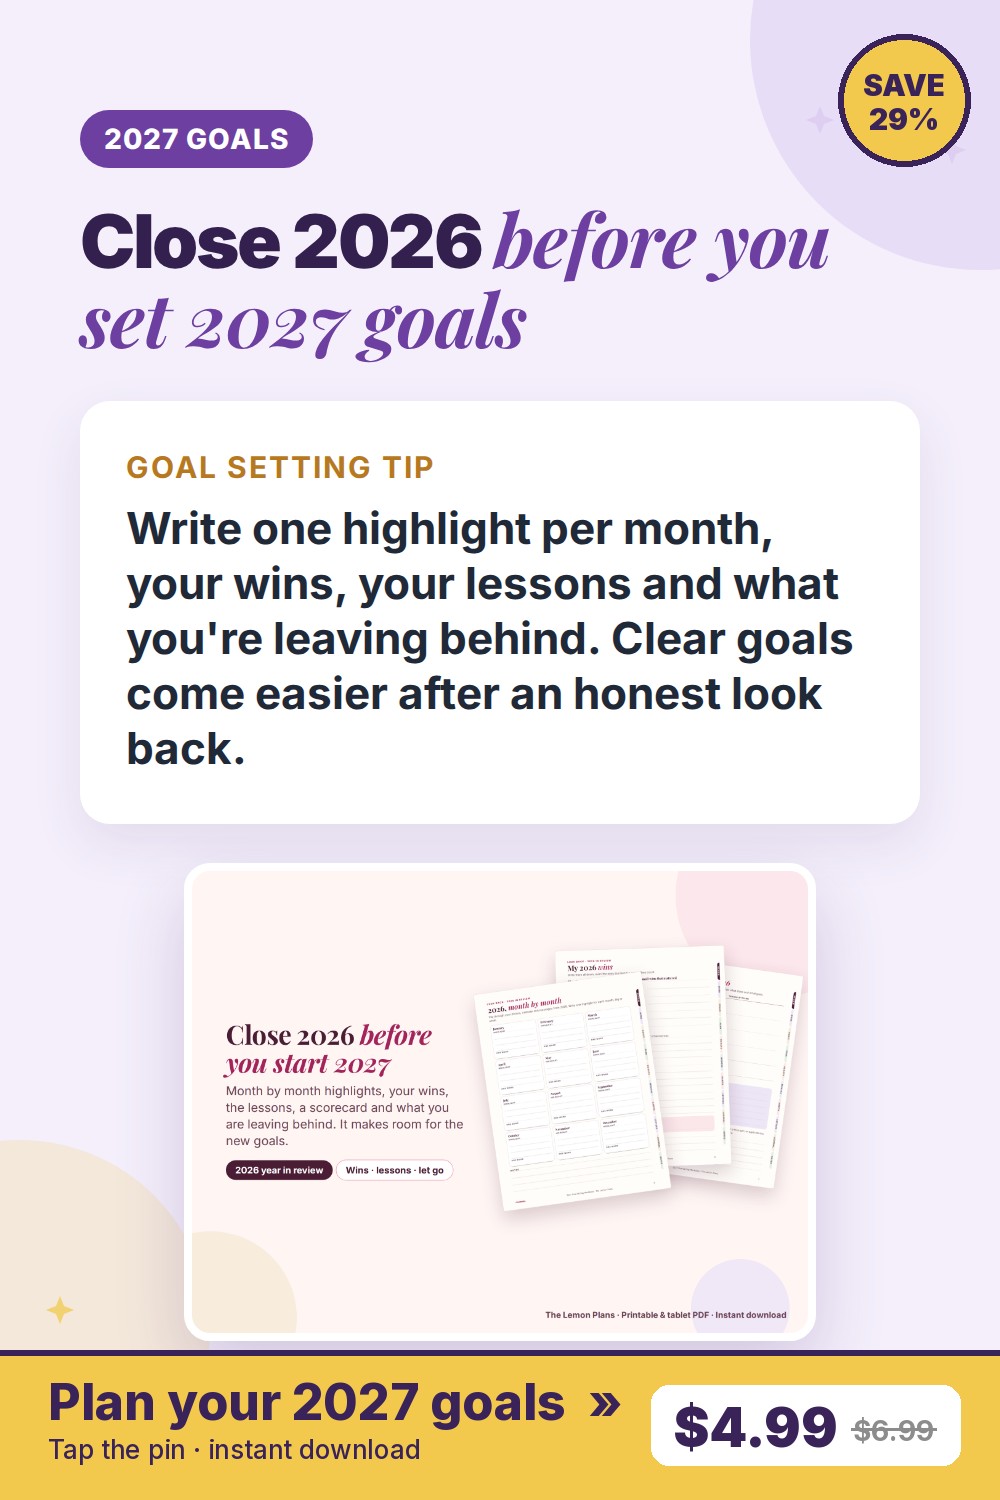 SAVE
29%
2027 GOALS
Close 2026 before you
set 2027 goals
GOAL SETTING TIP
Write one highlight per month,
your wins, your lessons and what
you're leaving behind. Clear goals
come easier after an honest look
back.
Close 2026 before
you start 2027
Month by month highlights, your wins,
the lessons, a scorecard and what you
are leaving behind. It makes room for the
new goals.
2026 year in review
Wins · lessons · let go
My 2026 wins
2026, month by month
The Lemon Plans · Printable & tablet PDF · Instant download
Plan your 2027 goals »
Tap the pin · instant download
$4.99 $6.99